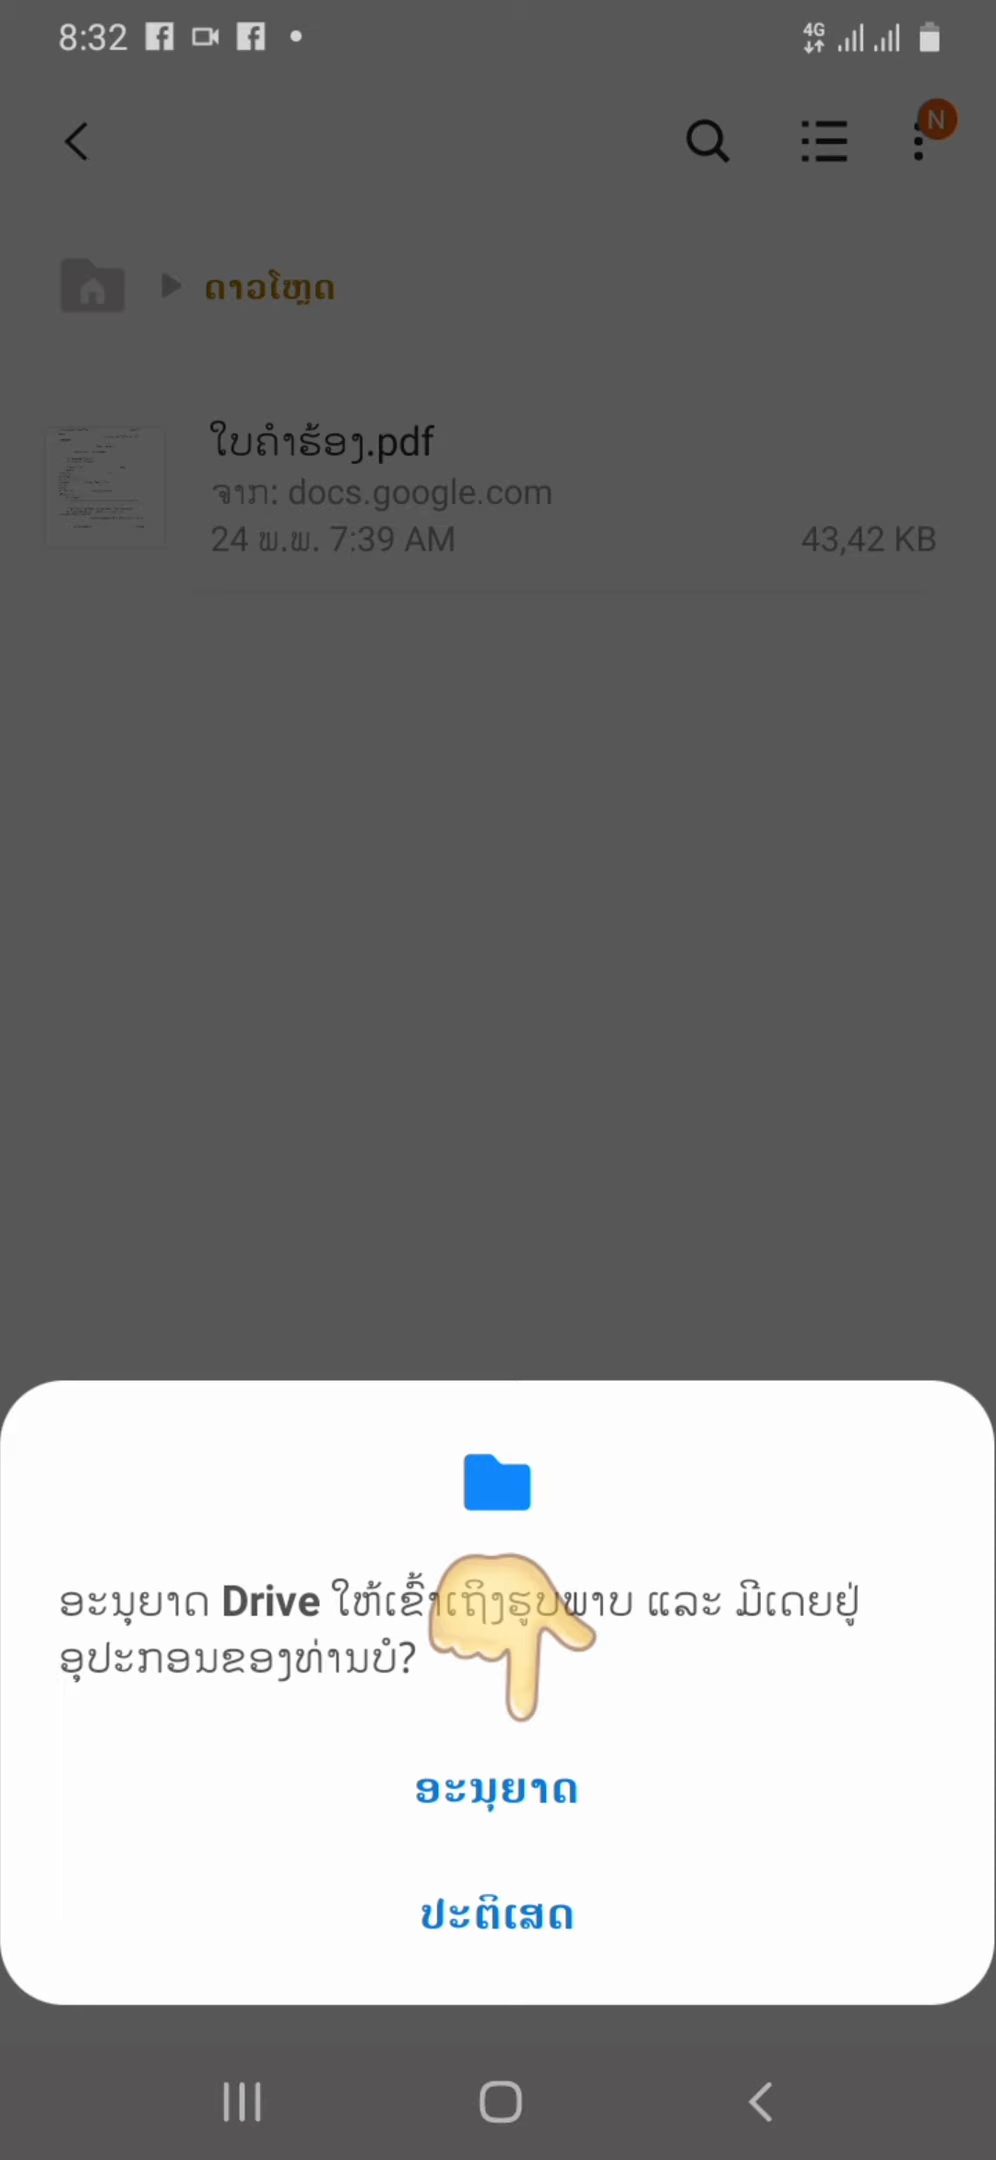 8:32
4G
N
ດາວໂຫຼດ
ໃບຄໍາຮ້ອງ.pdf
ຈາກ: docs.google.com
24 ພ.ພ. 7:39 AM
43,42 KB
ອະນຸຍາດ Drive ໃຫ້ເຂົ້າເຖິງຮູບພາບ ແລະ ມີເດຍຢູ່
ອຸປະກອນຂອງທ່ານບໍ?
ອະນຸຍາດ
ປະຕິເສດ